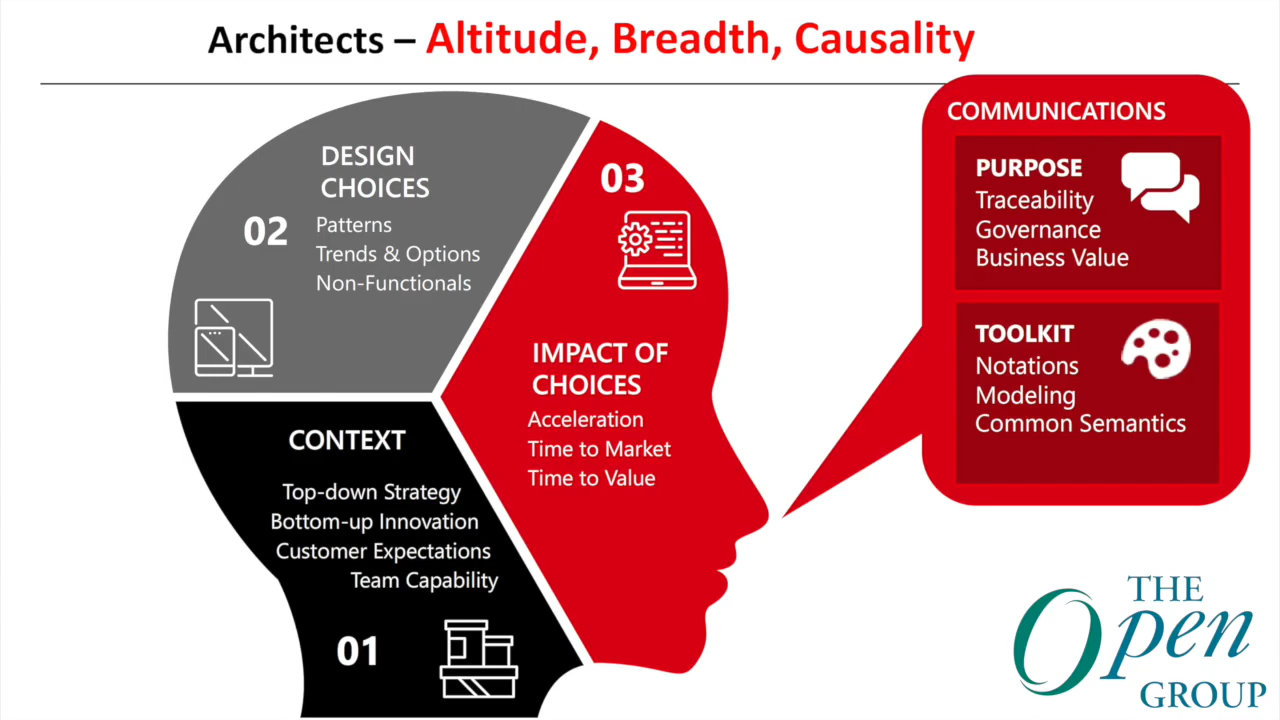 Architects – Altitude, Breadth, Causality
01
CONTEXT
Top-down Strategy
Bottom-up Innovation
Customer Expectations
Team Capability
02
DESIGN
CHOICES
Patterns
Trends & Options
Non-Functionals
03
IMPACT OF
CHOICES
Acceleration
Time to Market
Time to Value
COMMUNICATIONS
PURPOSE
Traceability
Governance
Business Value
TOOLKIT
Notations
Modeling
Common Semantics
THE
Open
GROUP